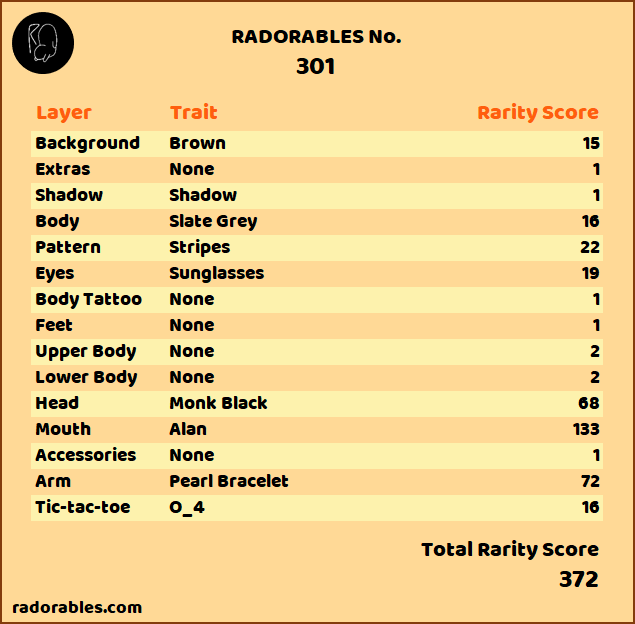 RADORABLES No.
301
Layer Trait Rarity Score
Background Brown 15
Extras None 1
Shadow Shadow 1
Body Slate Grey 16
Pattern Stripes 22
Eyes Sunglasses 19
Body Tattoo None 1
Feet None 1
Upper Body None 2
Lower Body None 2
Head Monk Black 68
Mouth Alan 133
Accessories None 1
Arm Pearl Bracelet 72
Tic-tac-toe O_4 16
Total Rarity Score
372
radorables.com